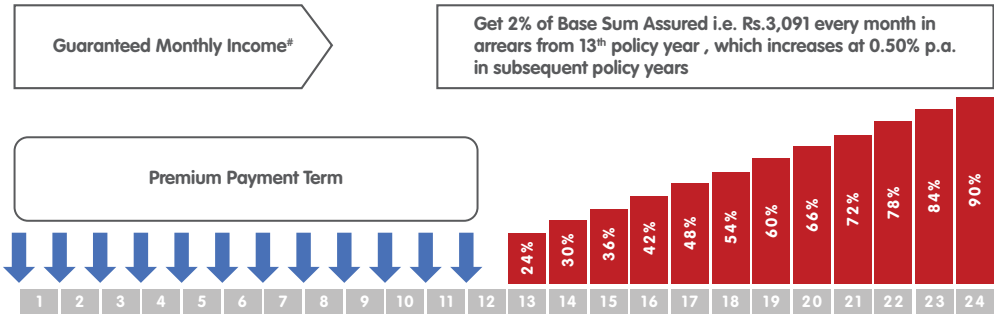 Guaranteed Monthly Income#
Get 2% of Base Sum Assured i.e. Rs.3,091 every month in
arrears from 13th policy year , which increases at 0.50% p.a.
in subsequent policy years
Premium Payment Term
24% 30% 36% 42% 48% 54% 60% 66% 72% 78% 84% 90%
1 2 3 4 5 6 7 8 9 10 11 12 13 14 15 16 17 18 19 20 21 22 23 24